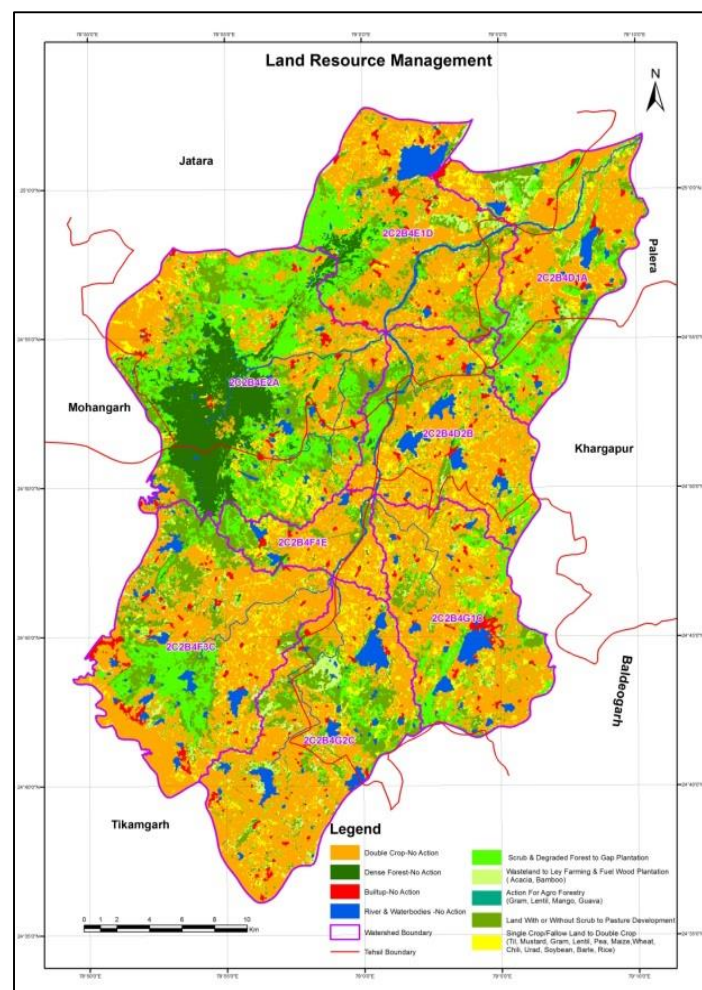 Land Resource Management
N
Jatara
2C2B4E1D
Palera
2C2B4D1A
2C2B4E2A
Mohangarh
2C2B4D2B
Khargapur
2C2B4F1E
2C2B4G1C
2C2B4F3C
Baldeogarh
2C2B4G2C
Tikamgarh
Legend
Double Crop-No Action
Dense Forest-No Action
Builtup-No Action
River & Waterbodies -No Action
Watershed Boundary
Tehsil Boundary
Scrub & Degraded Forest to Gap Plantation
Wasteland to Ley Farming & Fuel Wood Plantation
( Acacia, Bamboo)
Action For Agro Forestry
(Gram, Lentil, Mango, Guava)
Land With or Without Scrub to Pasture Development
Single Crop/Fallow Land to Double Crop
(Til, Mustard, Gram, Lentil, Pea, Maize,Wheat,
Chili, Urad, Soybean, Barle, Rice)
0 1 2 4 6 8 10
Km